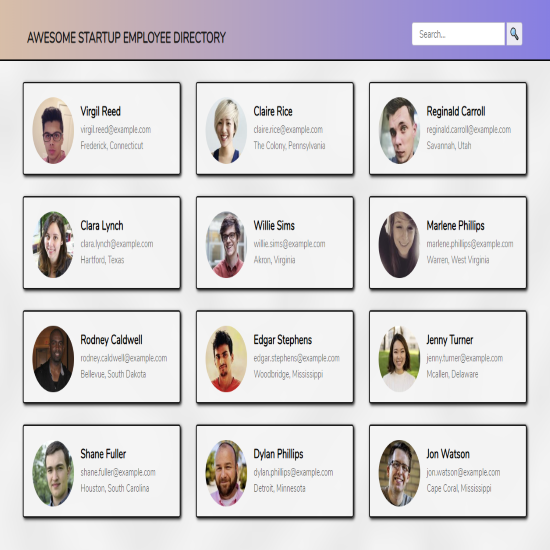 AWESOME STARTUP EMPLOYEE DIRECTORY
Search...
Virgil Reed
virgil.reed@example.com
Frederick, Connecticut
Claire Rice
claire.rice@example.com
The Colony, Pennsylvania
Reginald Carroll
reginald.carroll@example.com
Savannah, Utah
Clara Lynch
clara.lynch@example.com
Hartford, Texas
Willie Sims
willie.sims@example.com
Akron, Virginia
Marlene Phillips
marlene.phillips@example.com
Warren, West Virginia
Rodney Caldwell
rodney.caldwell@example.com
Bellevue, South Dakota
Edgar Stephens
edgar.stephens@example.com
Woodbridge, Mississippi
Jenny Turner
jenny.turner@example.com
Mcallen, Delaware
Shane Fuller
shane.fuller@example.com
Houston, South Carolina
Dylan Phillips
dylan.phillips@example.com
Detroit, Minnesota
Jon Watson
jon.watson@example.com
Cape Coral, Mississippi